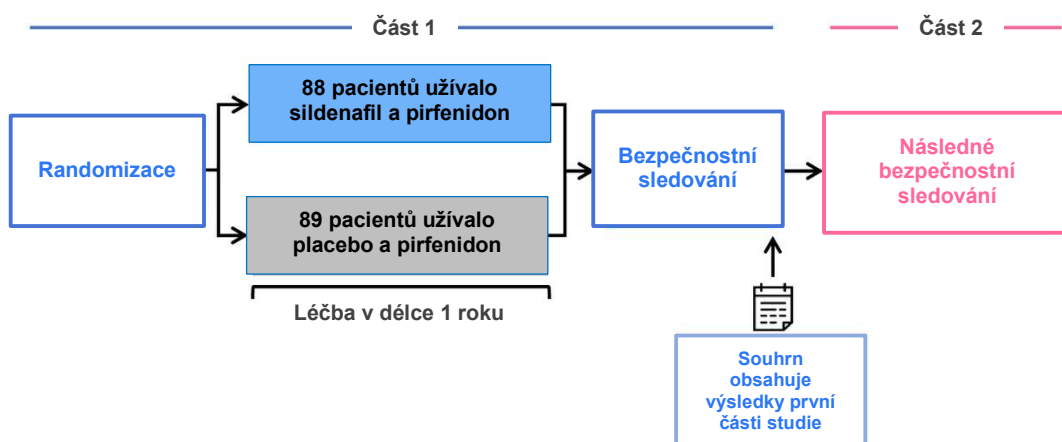 Část 1
Část 2
Randomizace
88 pacientů užívalo
sildenafil a pirfenidon
89 pacientů užívalo
placebo a pirfenidon
Léčba v délce 1 roku
Bezpečnostní
sledování
Následné
bezpečnostní
sledování
Souhrn
obsahuje
výsledky první
části studie